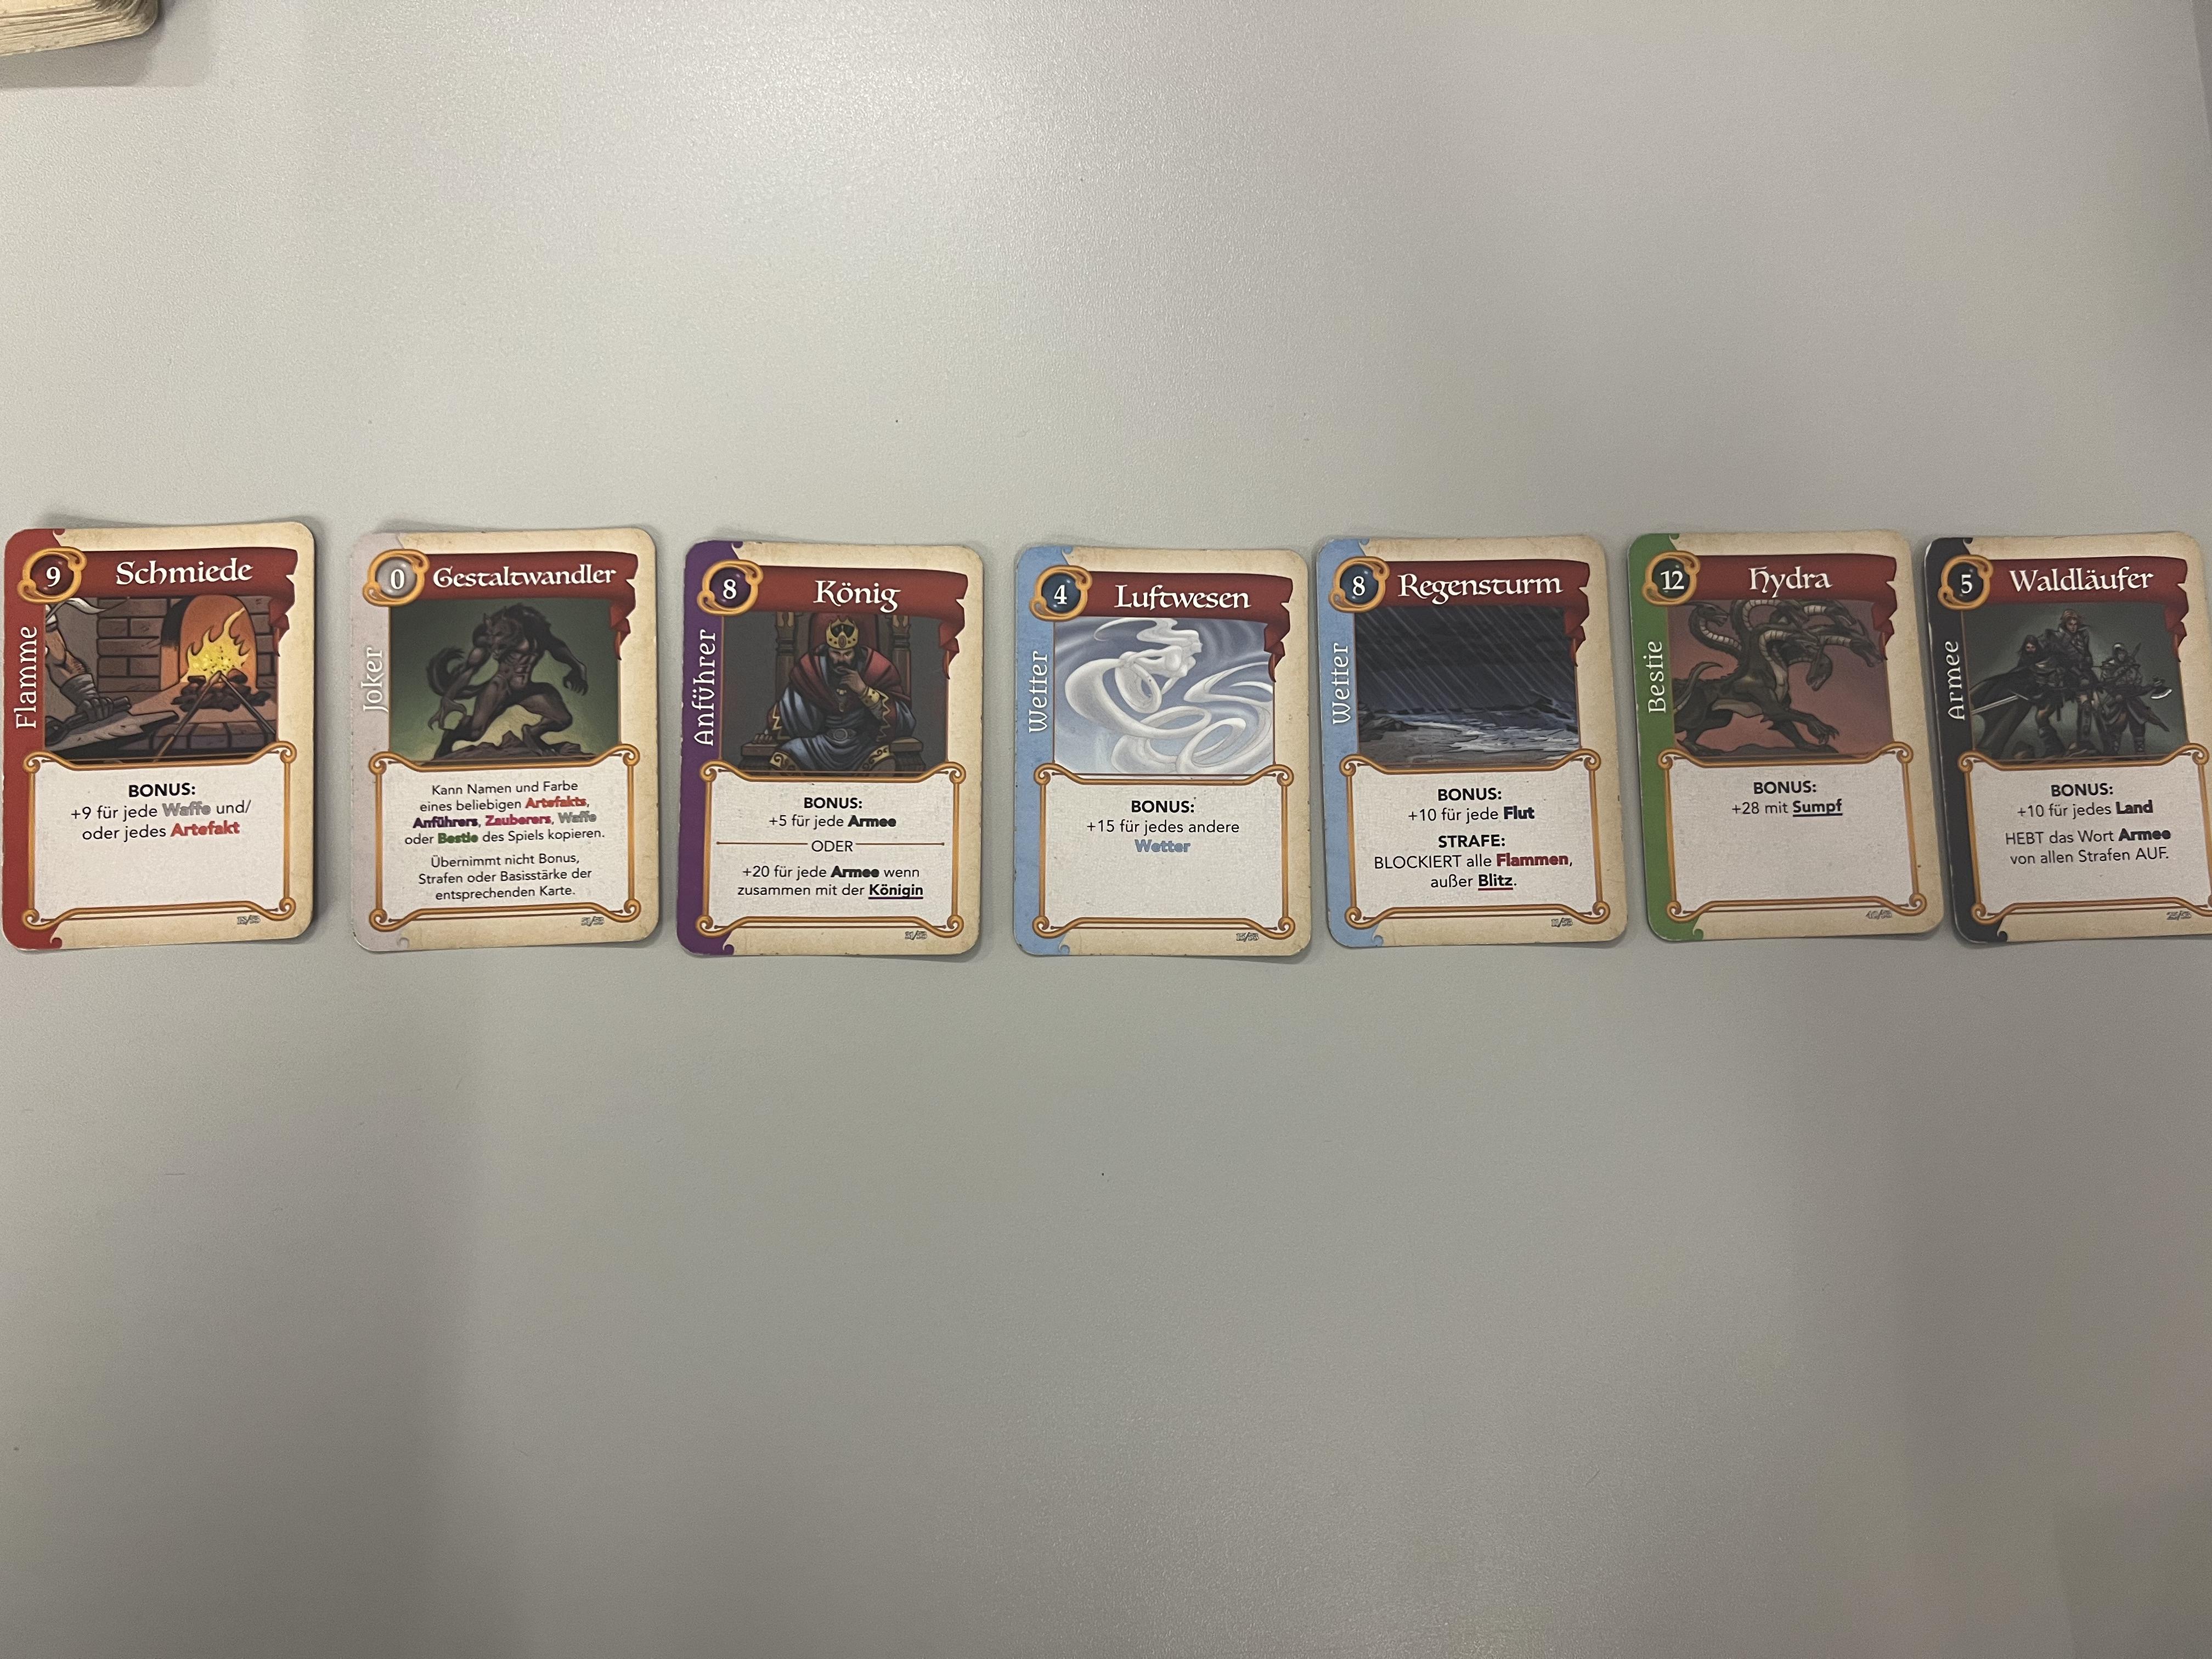 9 Schmiede
Flamme
BONUS:
+9 für jede Waffe und/
oder jedes Artefakt
0 Gestaltwandler
Joker
Kann Namen und Farbe
eines beliebigen Artefakts,
Anführers, Zauberers, Waffe
oder Bestie des Spiels kopieren.
Übernimmt nicht Bonus,
Strafen oder Basisstärke der
entsprechenden Karte.
8 König
Anführer
BONUS:
+5 für jede Armee
ODER
+20 für jede Armee wenn
zusammen mit der Königin
4 Luftwesen
Wetter
BONUS:
+15 für jedes andere
Wetter
8 Regensturm
Wetter
BONUS:
+10 für jede Flut
STRAFE:
BLOCKIERT alle Flammen,
außer Blitz.
12 Hydra
Bestie
BONUS:
+28 mit Sumpf
5 Waldläufer
Armee
BONUS:
+10 für jedes Land
HEBT das Wort Armee
von allen Strafen AUF.